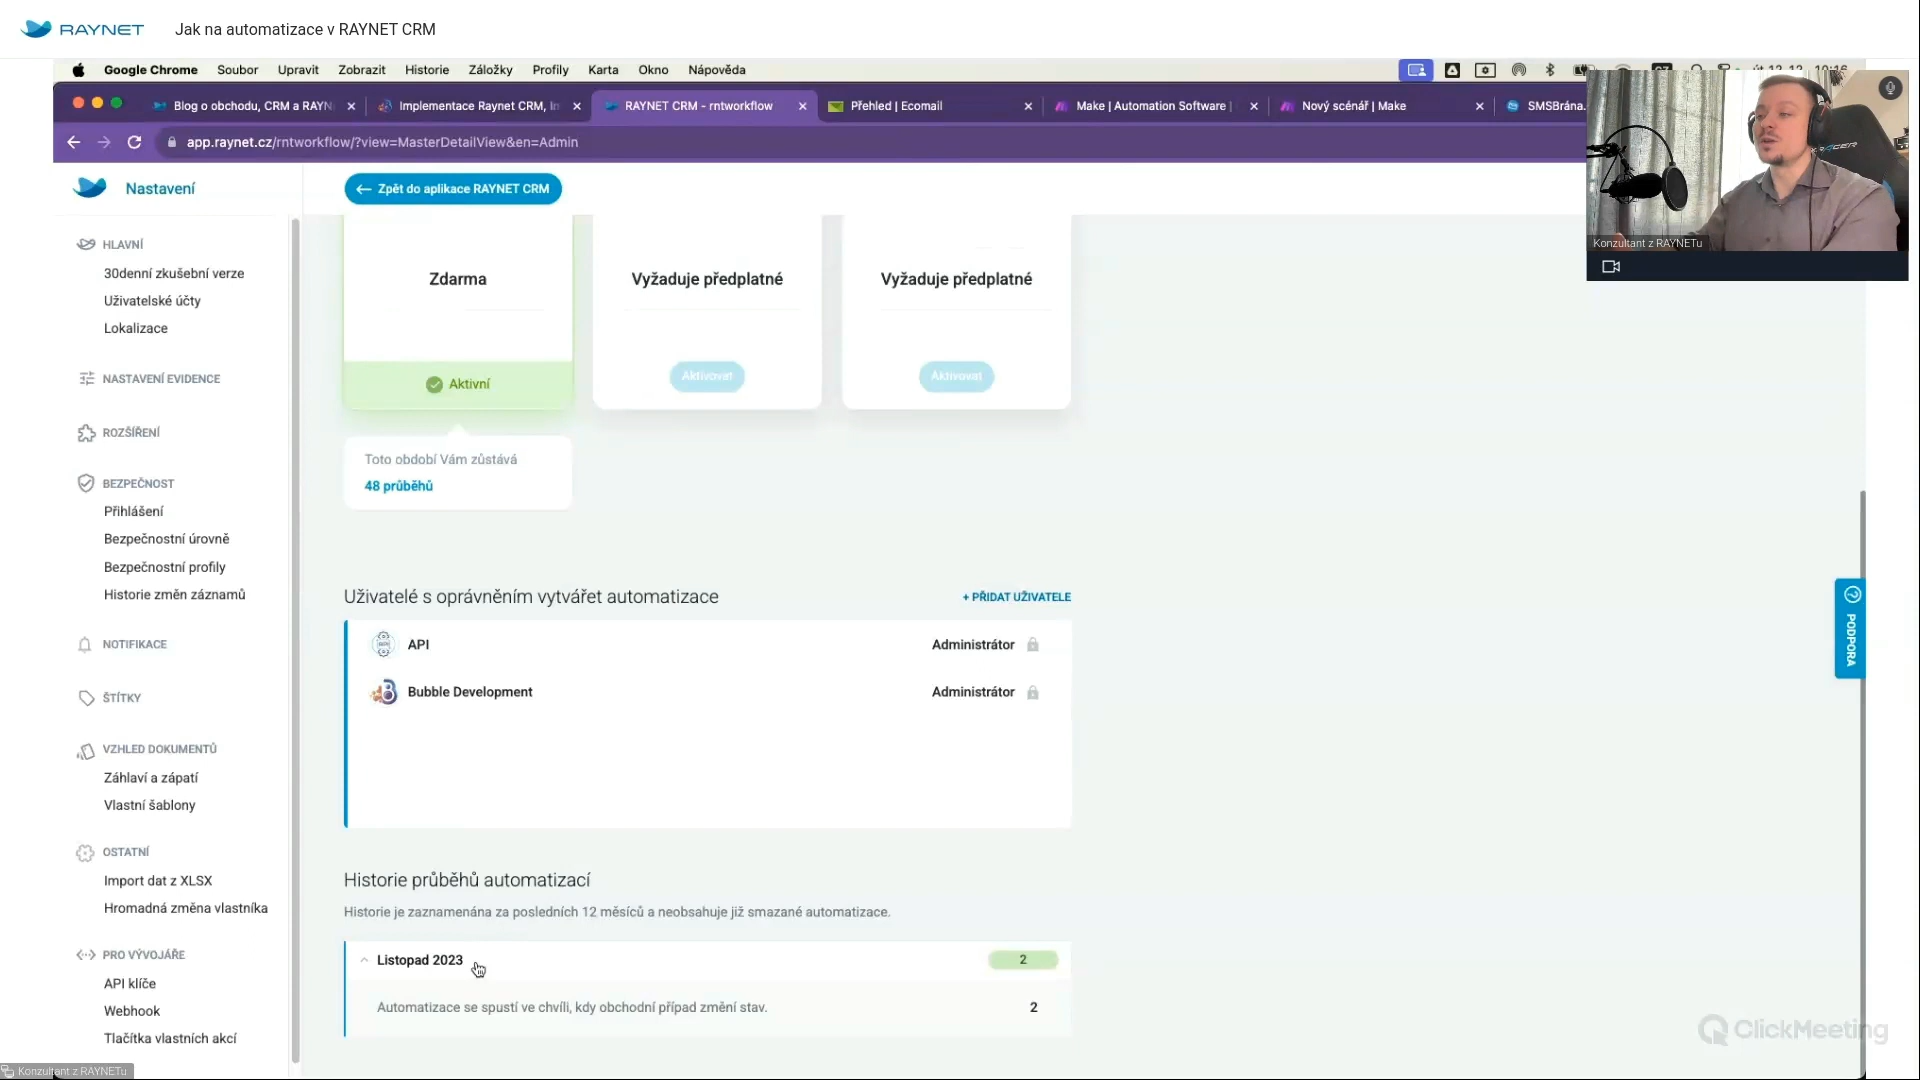 RAYNET
Jak na automatizace v RAYNET CRM
Google Chrome Soubor Upravit Zobrazit Historie Záložky Profily Karta Okno Nápověda
Blog o obchodu, CRM a RAYN
Implementace Raynet CRM, In
RAYNET CRM - rntworkflow
Přehled | Ecomail
Make | Automation Software |
Nový scénář | Make
SMSBrána.
app.raynet.cz/rntworkflow/?view=MasterDetailView&en=Admin
Konzultant z RAYNETu
Nastavení
Zpět do aplikace RAYNET CRM
HLAVNÍ
30denní zkušební verze
Uživatelské účty
Lokalizace
NASTAVENÍ EVIDENCE
ROZŠÍŘENÍ
BEZPEČNOST
Přihlášení
Bezpečnostní úrovně
Bezpečnostní profily
Historie změn záznamů
NOTIFIKACE
ŠTÍTKY
VZHLED DOKUMENTŮ
Záhlaví a zápatí
Vlastní šablony
OSTATNÍ
Import dat z XLSX
Hromadná změna vlastníka
PRO VÝVOJÁŘE
API klíče
Webhook
Tlačítka vlastních akcí
Zdarma
Vyžaduje předplatné
Vyžaduje předplatné
Aktivní
Aktivovat
Aktivovat
Toto období Vám zůstává
48 průběhů
Uživatelé s oprávněním vytvářet automatizace
+ PŘIDAT UŽIVATELE
API Administrátor
Bubble Development Administrátor
Historie průběhů automatizací
Historie je zaznamenána za posledních 12 měsíců a neobsahuje již smazané automatizace.
Listopad 2023 2
Automatizace se spustí ve chvíli, kdy obchodní případ změní stav. 2
PODPORA
ClickMeeting
Konzultant z RAYNETu